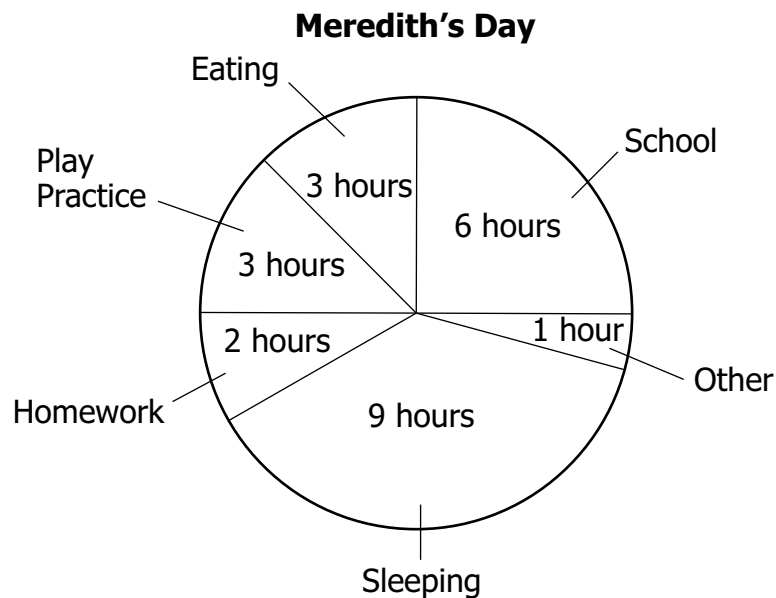 Meredith’s Day
Eating
School
Play
Practice
3 hours
6 hours
3 hours
2 hours
1 hour
Other
Homework
9 hours
Sleeping